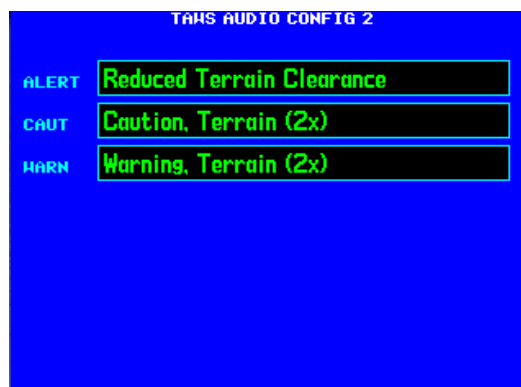 TAWS AUDIO CONFIG 2
ALERT Reduced Terrain Clearance
CAUT Caution, Terrain (2x)
WARN Warning, Terrain (2x)